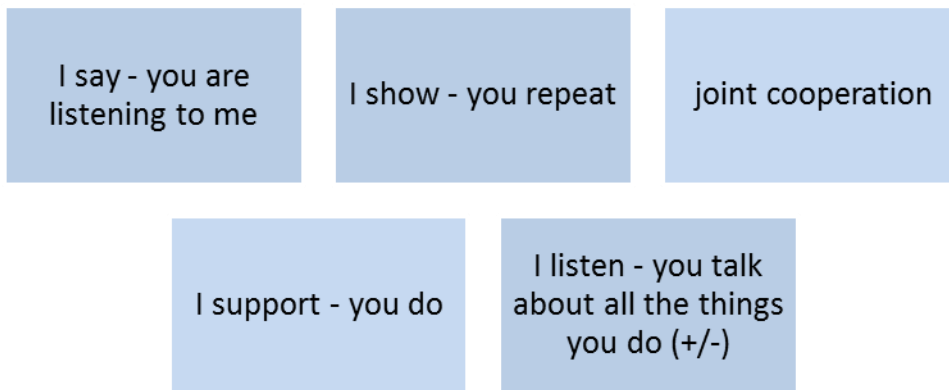 I say - you are
listening to me
I show - you repeat
joint cooperation
I support - you do
I listen - you talk
about all the things
you do (+/-)